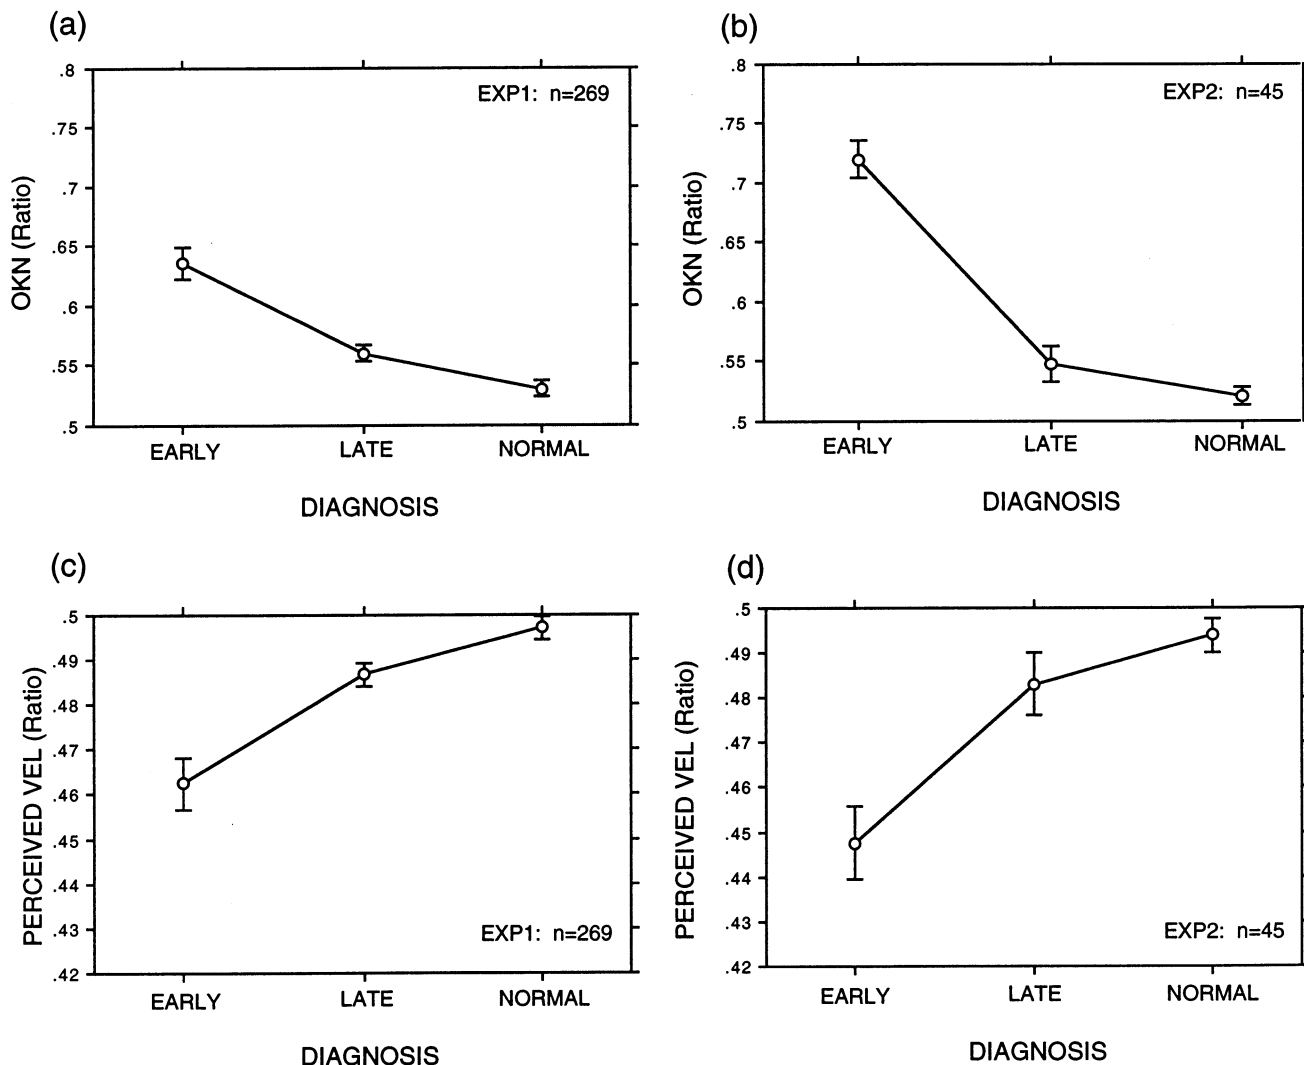 (a)
EXP1: n=269
OKN (Ratio)
.8
.75
.7
.65
.6
.55
.5
EARLY LATE NORMAL
DIAGNOSIS
(b)
EXP2: n=45
OKN (Ratio)
.8
.75
.7
.65
.6
.55
.5
EARLY LATE NORMAL
DIAGNOSIS
(c)
PERCEIVED VEL (Ratio)
.5
.49
.48
.47
.46
.45
.44
.43
.42
EXP1: n=269
EARLY LATE NORMAL
DIAGNOSIS
(d)
PERCEIVED VEL (Ratio)
.5
.49
.48
.47
.46
.45
.44
.43
.42
EXP2: n=45
EARLY LATE NORMAL
DIAGNOSIS